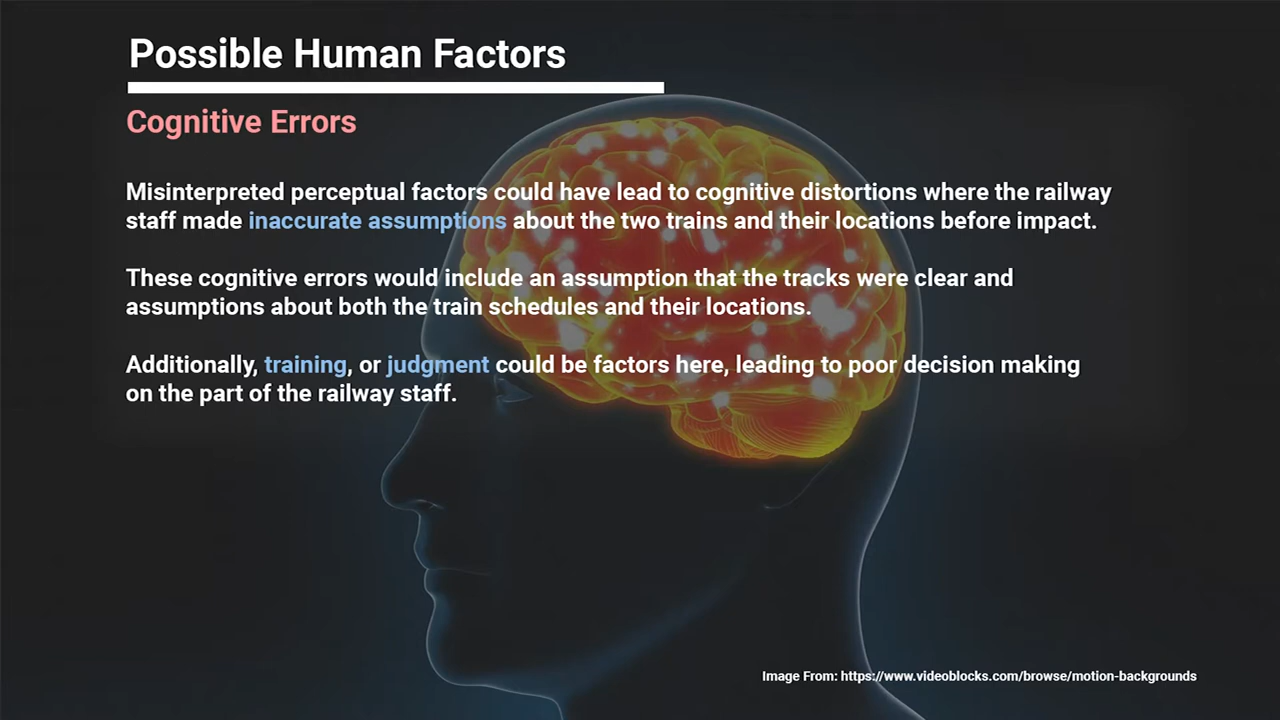 Possible Human Factors
Cognitive Errors
Misinterpreted perceptual factors could have lead to cognitive distortions where the railway
staff made inaccurate assumptions about the two trains and their locations before impact.
These cognitive errors would include an assumption that the tracks were clear and
assumptions about both the train schedules and their locations.
Additionally, training, or judgment could be factors here, leading to poor decision making
on the part of the railway staff.
Image From: https://www.videoblocks.com/browse/motion-backgrounds